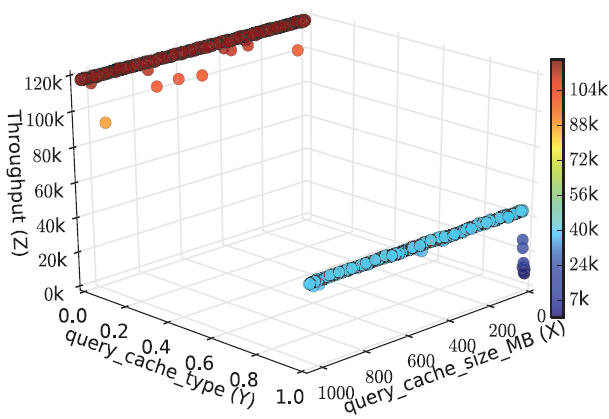 120k
100k
80k
60k
40k
20k
0k
Throughput (Z)
0.0
0.2
0.4
0.6
0.8
1.0
query_cache_type (Y)
1000
800
600
400
200
0
query_cache_size_MB (X)
104k
88k
72k
56k
40k
24k
7k